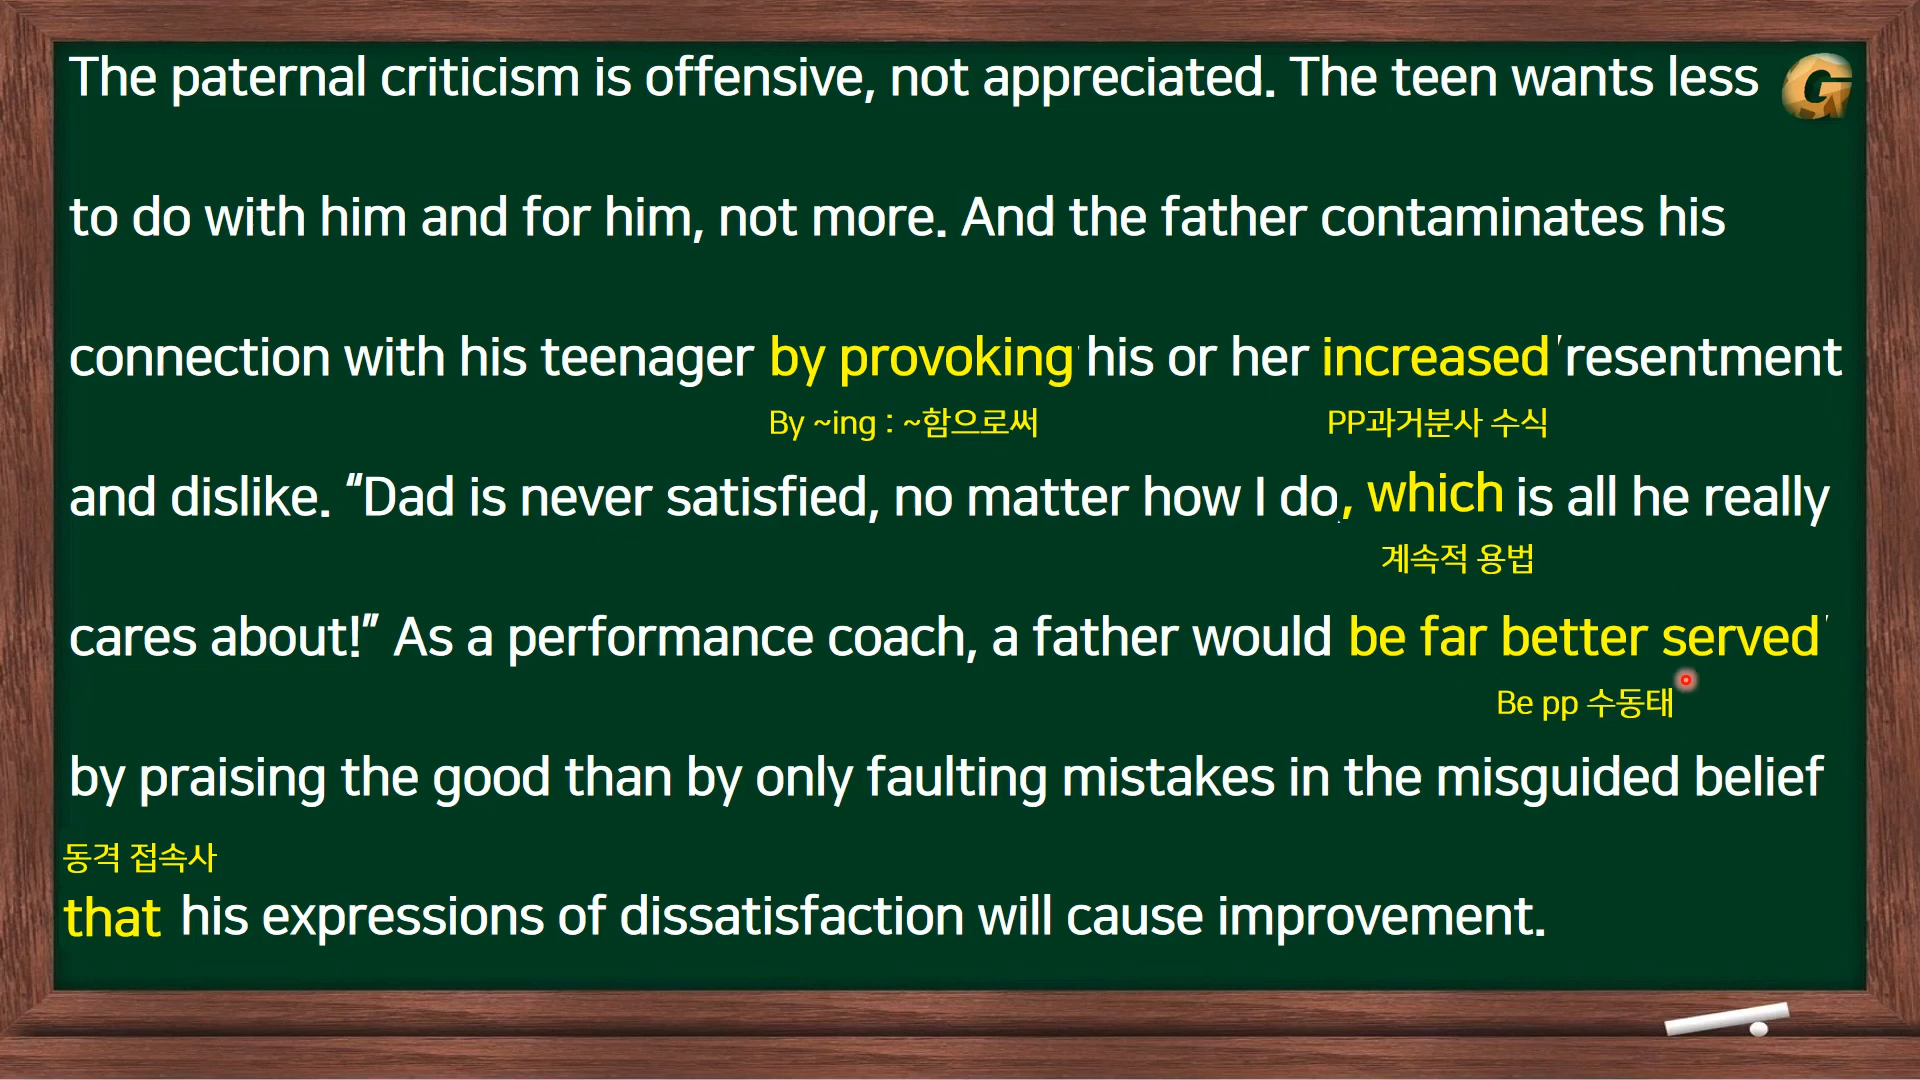 The paternal criticism is offensive, not appreciated. The teen wants less
G
to do with him and for him, not more. And the father contaminates his
connection with his teenager by provoking his or her increased resentment
By ~ing : ~함으로써
PP과거분사 수식
and dislike. “Dad is never satisfied, no matter how I do, which is all he really
계속적 용법
cares about!” As a performance coach, a father would be far better served
Be pp 수동태
by praising the good than by only faulting mistakes in the misguided belief
동격 접속사
that his expressions of dissatisfaction will cause improvement.